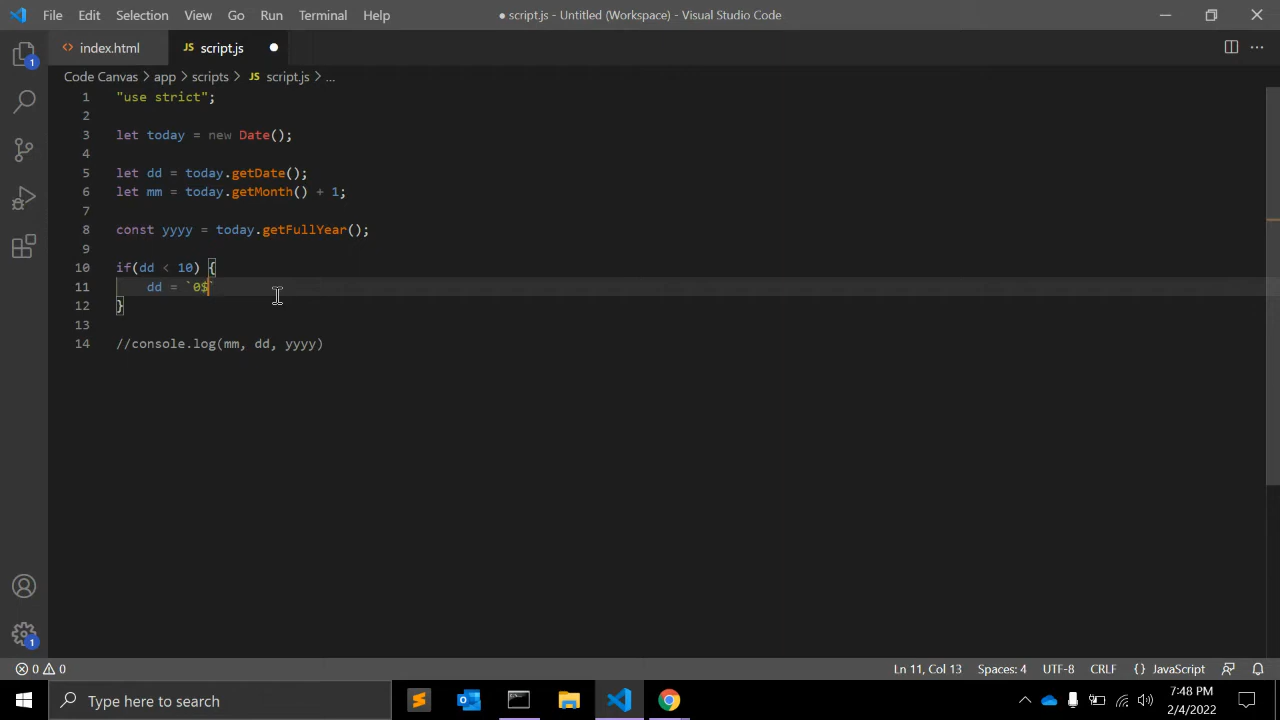 File Edit Selection View Go Run Terminal Help ● script.js - Untitled (Workspace) - Visual Studio Code
<> index.html JS script.js ●
Code Canvas > app > scripts > JS script.js > ...
1 "use strict";
2
3 let today = new Date();
4
5 let dd = today.getDate();
6 let mm = today.getMonth() + 1;
7
8 const yyyy = today.getFullYear();
9
10 if(dd < 10) {
11 dd = `0$`
12 }
13
14 //console.log(mm, dd, yyyy)
1
1
0 0 Ln 11, Col 13 Spaces: 4 UTF-8 CRLF {} JavaScript
Type here to search 7:48 PM
2/4/2022